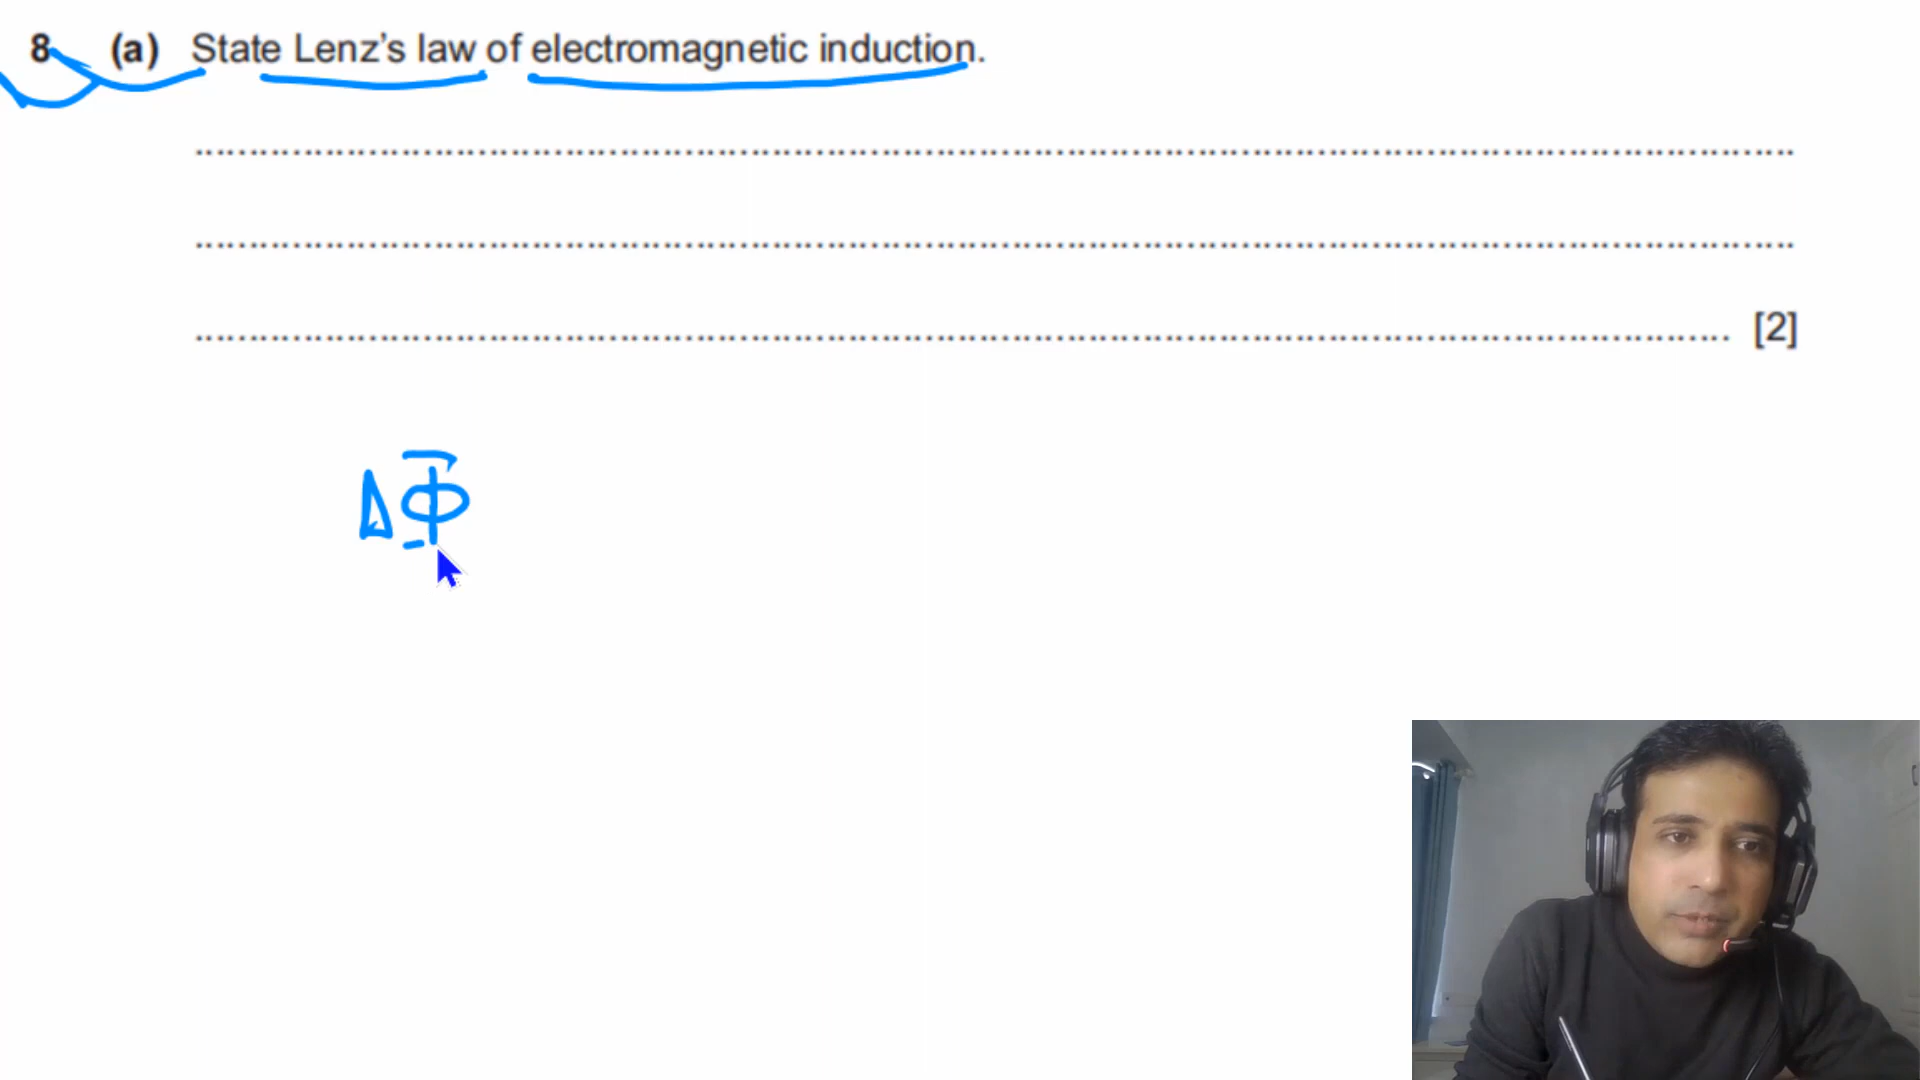 8 (a) State Lenz’s law of electromagnetic induction.
................................................................................
................................................................................
................................................................................ [2]
ΔΦ